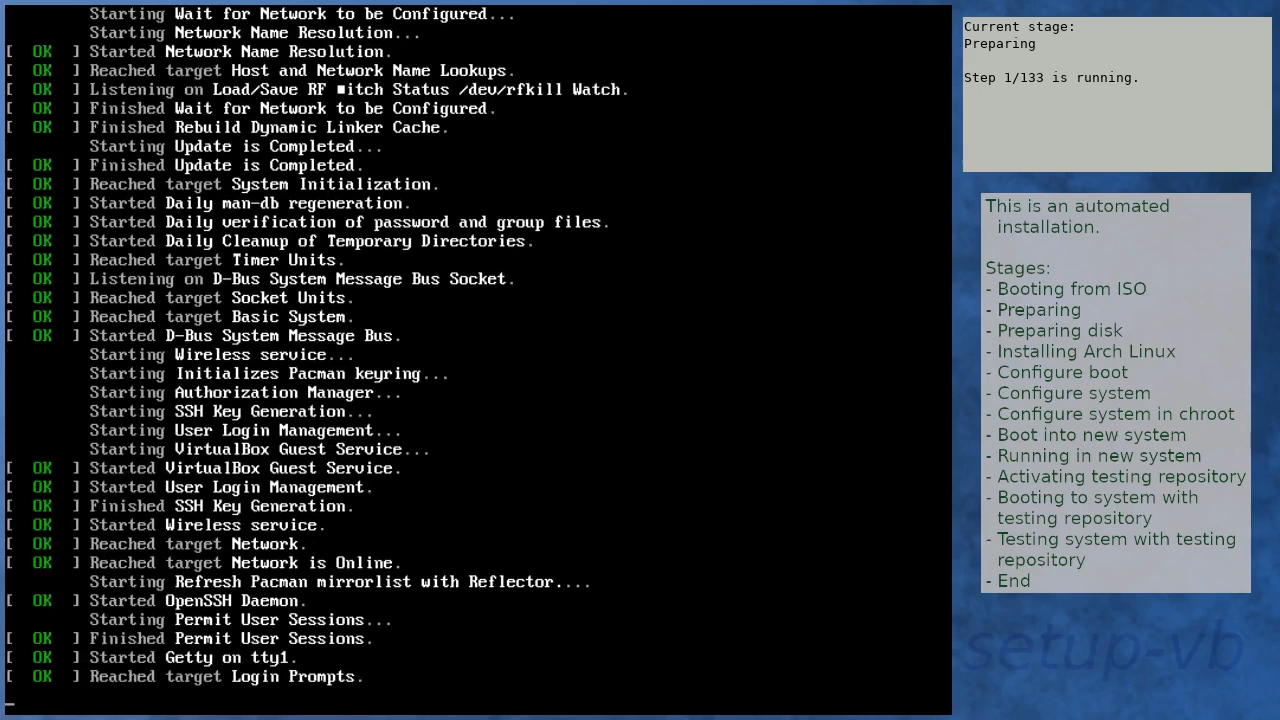 Starting Wait for Network to be Configured...
Starting Network Name Resolution...
[  OK  ] Started Network Name Resolution.
[  OK  ] Reached target Host and Network Name Lookups.
[  OK  ] Listening on Load/Save RF ■itch Status /dev/rfkill Watch.
[  OK  ] Finished Wait for Network to be Configured.
[  OK  ] Finished Rebuild Dynamic Linker Cache.
Starting Update is Completed...
[  OK  ] Finished Update is Completed.
[  OK  ] Reached target System Initialization.
[  OK  ] Started Daily man-db regeneration.
[  OK  ] Started Daily verification of password and group files.
[  OK  ] Started Daily Cleanup of Temporary Directories.
[  OK  ] Reached target Timer Units.
[  OK  ] Listening on D-Bus System Message Bus Socket.
[  OK  ] Reached target Socket Units.
[  OK  ] Reached target Basic System.
[  OK  ] Started D-Bus System Message Bus.
Starting Wireless service...
Starting Initializes Pacman keyring...
Starting Authorization Manager...
Starting SSH Key Generation...
Starting User Login Management...
Starting VirtualBox Guest Service...
[  OK  ] Started VirtualBox Guest Service.
[  OK  ] Started User Login Management.
[  OK  ] Finished SSH Key Generation.
[  OK  ] Started Wireless service.
[  OK  ] Reached target Network.
[  OK  ] Reached target Network is Online.
Starting Refresh Pacman mirrorlist with Reflector....
[  OK  ] Started OpenSSH Daemon.
Starting Permit User Sessions...
[  OK  ] Finished Permit User Sessions.
[  OK  ] Started Getty on tty1.
[  OK  ] Reached target Login Prompts.
_
Current stage:
Preparing
Step 1/133 is running.
This is an automated
installation.
Stages:
- Booting from ISO
- Preparing
- Preparing disk
- Installing Arch Linux
- Configure boot
- Configure system
- Configure system in chroot
- Boot into new system
- Running in new system
- Activating testing repository
- Booting to system with
testing repository
- Testing system with testing
repository
- End
setup-vb